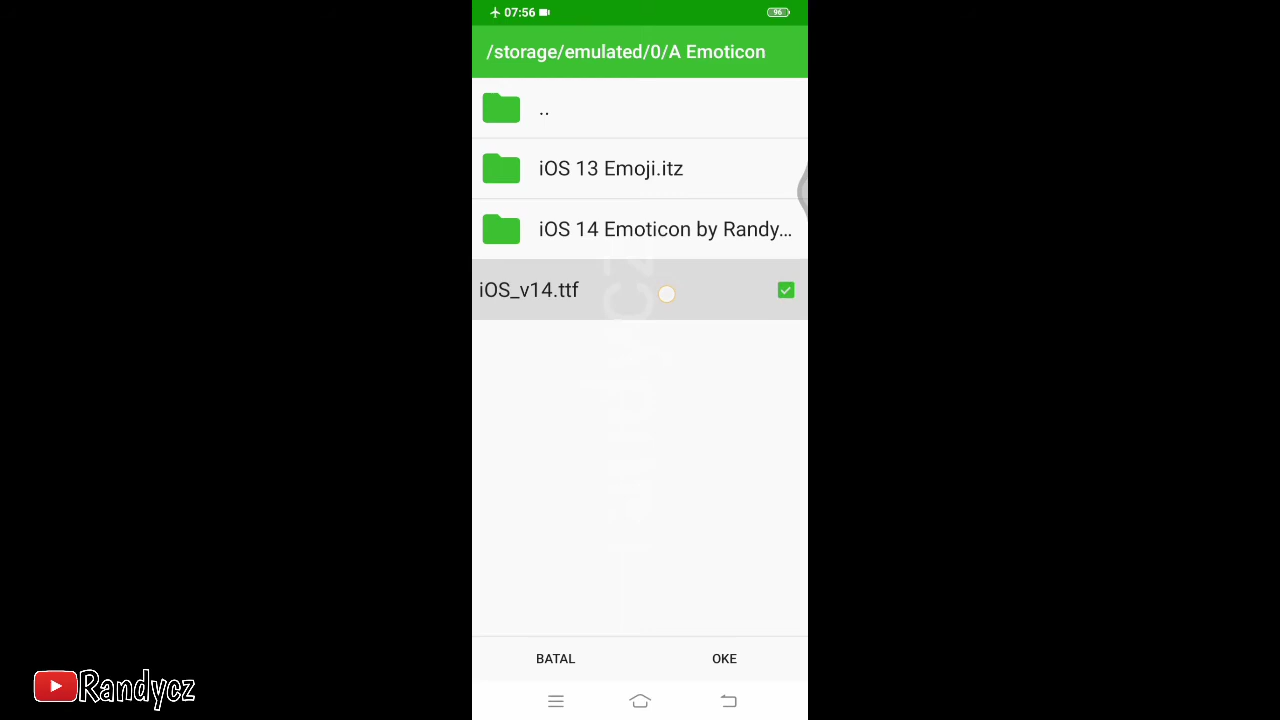 07:56
96
/storage/emulated/0/A Emoticon
..
iOS 13 Emoji.itz
iOS 14 Emoticon by Randy...
iOS_v14.ttf
BATAL
OKE
Randycz